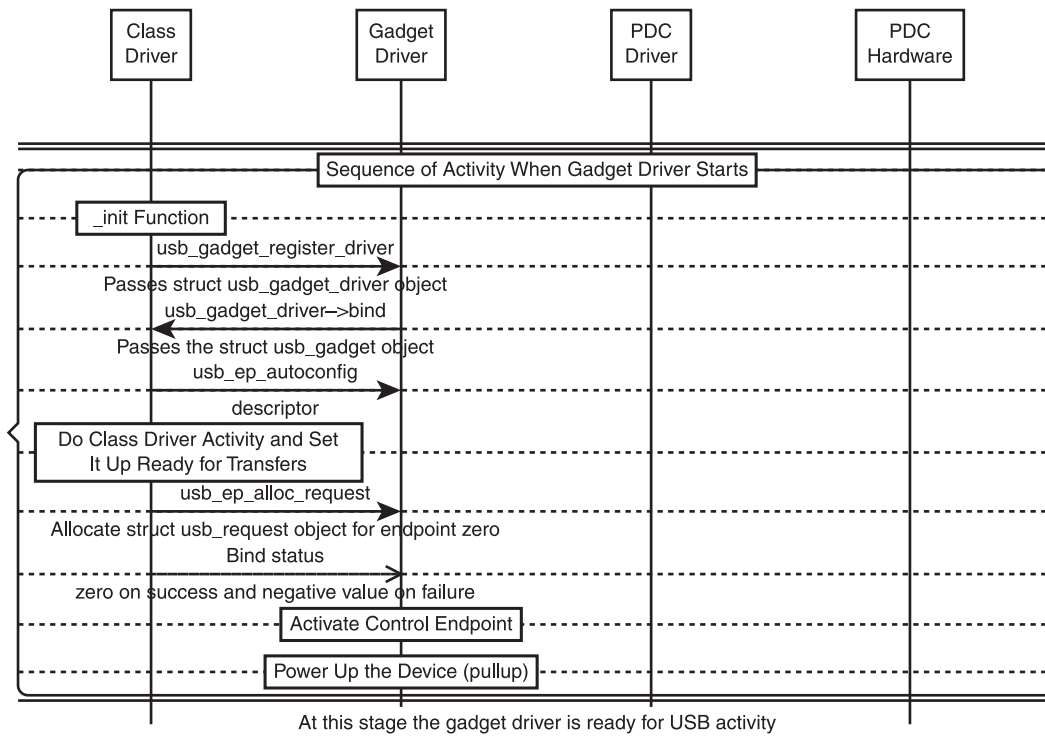 Class
Driver
Gadget
Driver
PDC
Driver
PDC
Hardware
Sequence of Activity When Gadget Driver Starts
_init Function
usb_gadget_register_driver
Passes struct usb_gadget_driver object
usb_gadget_driver–>bind
Passes the struct usb_gadget object
usb_ep_autoconfig
descriptor
Do Class Driver Activity and Set
It Up Ready for Transfers
usb_ep_alloc_request
Allocate struct usb_request object for endpoint zero
Bind status
zero on success and negative value on failure
Activate Control Endpoint
Power Up the Device (pullup)
At this stage the gadget driver is ready for USB activity